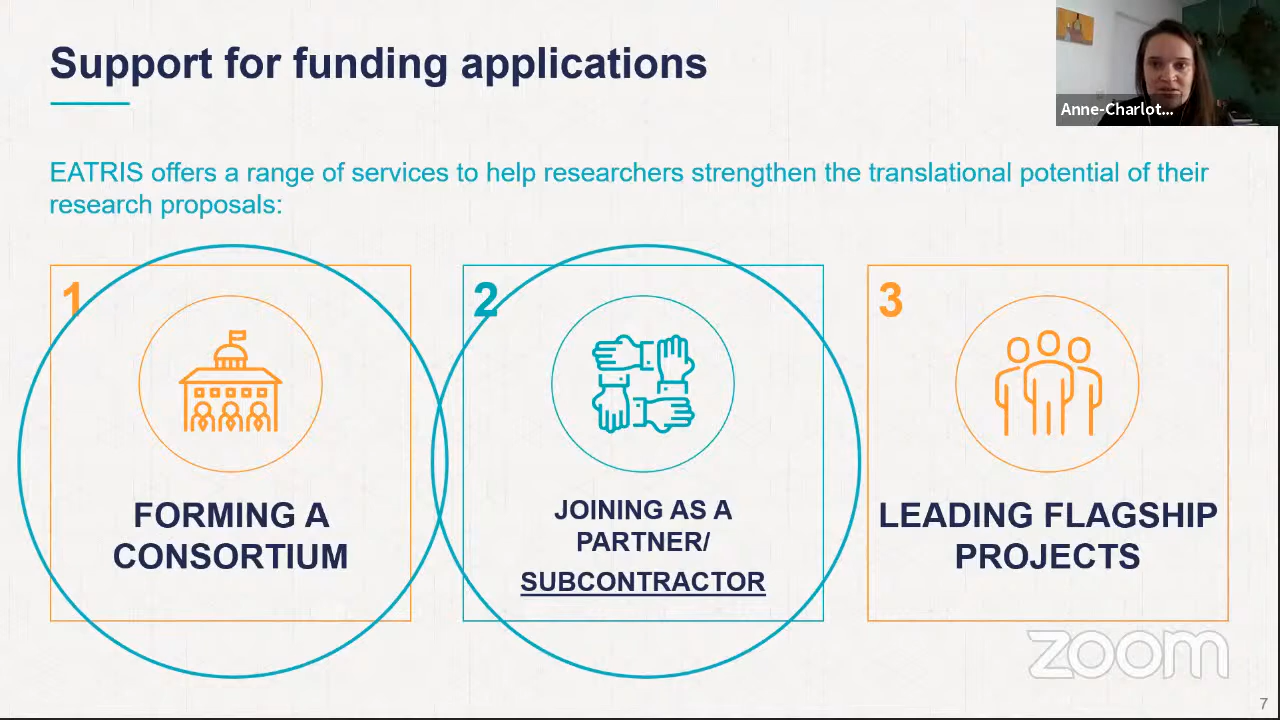 Support for funding applications
Anne-Charlot...
EATRIS offers a range of services to help researchers strengthen the translational potential of their
research proposals:
1
FORMING A
CONSORTIUM
2
JOINING AS A
PARTNER/
SUBCONTRACTOR
3
LEADING FLAGSHIP
PROJECTS
zoom
7